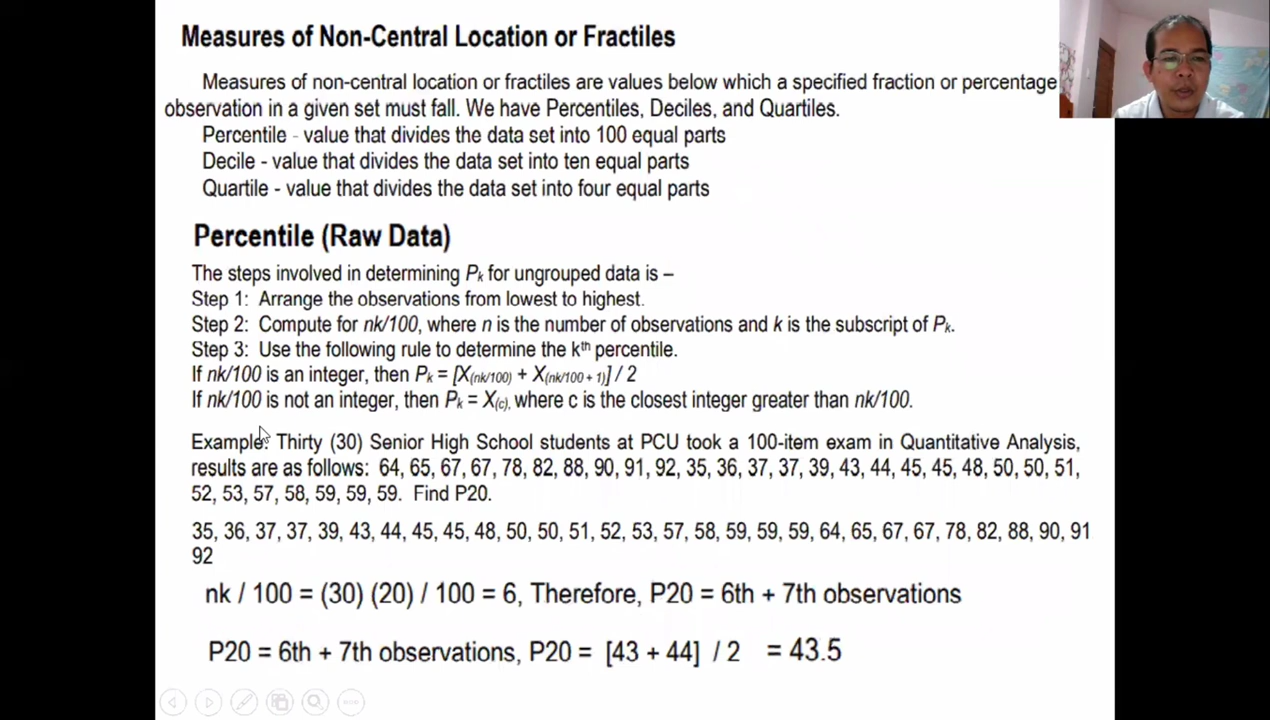 Measures of Non-Central Location or Fractiles
Measures of non-central location or fractiles are values below which a specified fraction or percentage
observation in a given set must fall. We have Percentiles, Deciles, and Quartiles.
Percentile - value that divides the data set into 100 equal parts
Decile - value that divides the data set into ten equal parts
Quartile - value that divides the data set into four equal parts
Percentile (Raw Data)
The steps involved in determining Pk for ungrouped data is –
Step 1: Arrange the observations from lowest to highest.
Step 2: Compute for nk/100, where n is the number of observations and k is the subscript of Pk.
Step 3: Use the following rule to determine the kth percentile.
If nk/100 is an integer, then Pk = [X(nk/100) + X(nk/100 + 1)] / 2
If nk/100 is not an integer, then Pk = X(c), where c is the closest integer greater than nk/100.
Example: Thirty (30) Senior High School students at PCU took a 100-item exam in Quantitative Analysis,
results are as follows: 64, 65, 67, 67, 78, 82, 88, 90, 91, 92, 35, 36, 37, 37, 39, 43, 44, 45, 45, 48, 50, 50, 51,
52, 53, 57, 58, 59, 59, 59. Find P20.
35, 36, 37, 37, 39, 43, 44, 45, 45, 48, 50, 50, 51, 52, 53, 57, 58, 59, 59, 59, 64, 65, 67, 67, 78, 82, 88, 90, 91
92
nk / 100 = (30) (20) / 100 = 6, Therefore, P20 = 6th + 7th observations
P20 = 6th + 7th observations, P20 = [43 + 44] / 2 = 43.5